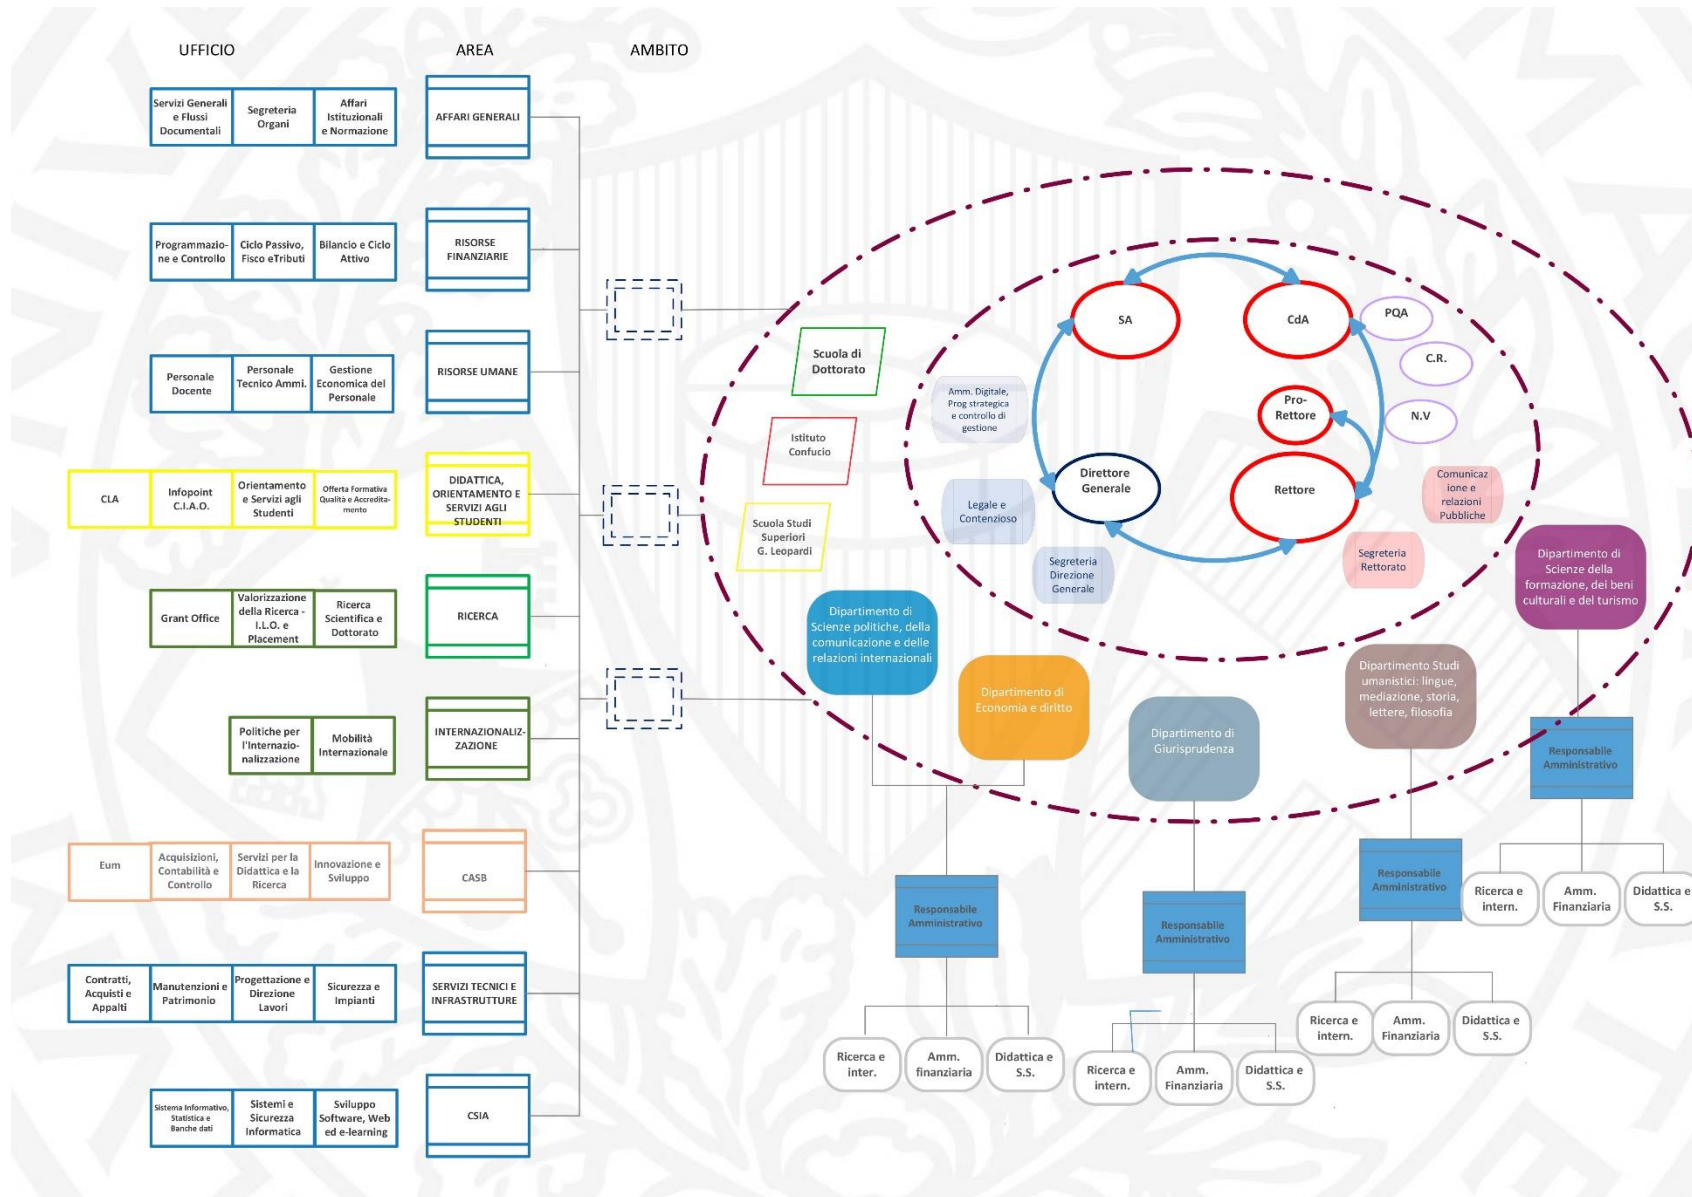 UFFICIO
AREA
AMBITO
Servizi Generali
e Flussi
Documentali
Segreteria
Organi
Affari
Istituzionali
e Normazione
AFFARI GENERALI
Programmazio-
ne e Controllo
Ciclo Passivo,
Fisco eTributi
Bilancio e Ciclo
Attivo
RISORSE
FINANZIARIE
Personale
Docente
Personale
Tecnico Ammi.
Gestione
Economica del
Personale
RISORSE UMANE
CLA
Infopoint
C.I.A.O.
Orientamento
e Servizi agli
Studenti
Offerta Formativa
Qualità e Accredita-
mento
DIDATTICA,
ORIENTAMENTO E
SERVIZI AGLI
STUDENTI
Grant Office
Valorizzazione
della Ricerca -
I.L.O. e
Placement
Ricerca
Scientifica e
Dottorato
RICERCA
Politiche per
l'Internazio-
nalizzazione
Mobilità
Internazionale
INTERNAZIONALIZ-
ZAZIONE
Eum
Acquisizioni,
Contabilità e
Controllo
Servizi per la
Didattica e la
Ricerca
Innovazione e
Sviluppo
CASB
Contratti,
Acquisti e
Appalti
Manutenzioni e
Patrimonio
Progettazione e
Direzione
Lavori
Sicurezza e
Impianti
SERVIZI TECNICI E
INFRASTRUTTURE
Sistema Informativo,
Statistica e
Banche dati
Sistemi e
Sicurezza
Informatica
Sviluppo
Software, Web
ed e-learning
CSIA
Scuola di
Dottorato
Istituto
Confucio
Scuola Studi
Superiori
G. Leopardi
SA
CdA
PQA
C.R.
N.V
Pro-
Rettore
Rettore
Direttore
Generale
Amm. Digitale,
Prog strategica
e controllo di
gestione
Legale e
Contenzioso
Segreteria
Direzione
Generale
Segreteria
Rettorato
Comunicaz
ione e
relazioni
Pubbliche
Dipartimento di
Scienze politiche, della
comunicazione e delle
relazioni internazionali
Dipartimento di
Economia e diritto
Dipartimento di
Giurisprudenza
Dipartimento Studi
umanistici: lingue,
mediazione, storia,
lettere, filosofia
Dipartimento di
Scienze della
formazione, dei beni
culturali e del turismo
Responsabile
Amministrativo
Ricerca e
inter.
Amm.
finanziaria
Didattica e
S.S.
Responsabile
Amministrativo
Ricerca e
intern.
Amm.
Finanziaria
Didattica e
S.S.
Responsabile
Amministrativo
Ricerca e
intern.
Amm.
Finanziaria
Didattica e
S.S.
Responsabile
Amministrativo
Ricerca e
intern.
Amm.
Finanziaria
Didattica e
S.S.